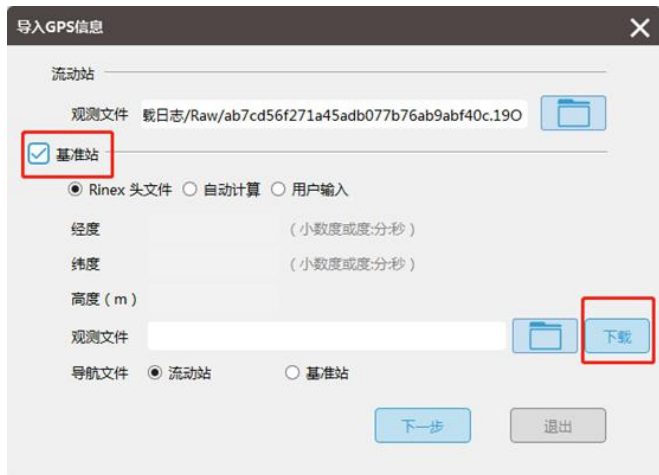 导入GPS信息
流动站
观测文件 戟日志/Raw/ab7cd56f271a45adb077b76ab9abf40c.19O
基准站
Rinex 头文件 自动计算 用户输入
经度 （小数度或度:分:秒）
纬度 （小数度或度:分:秒）
高度（m）
观测文件 下载
导航文件 流动站 基准站
下一步 退出